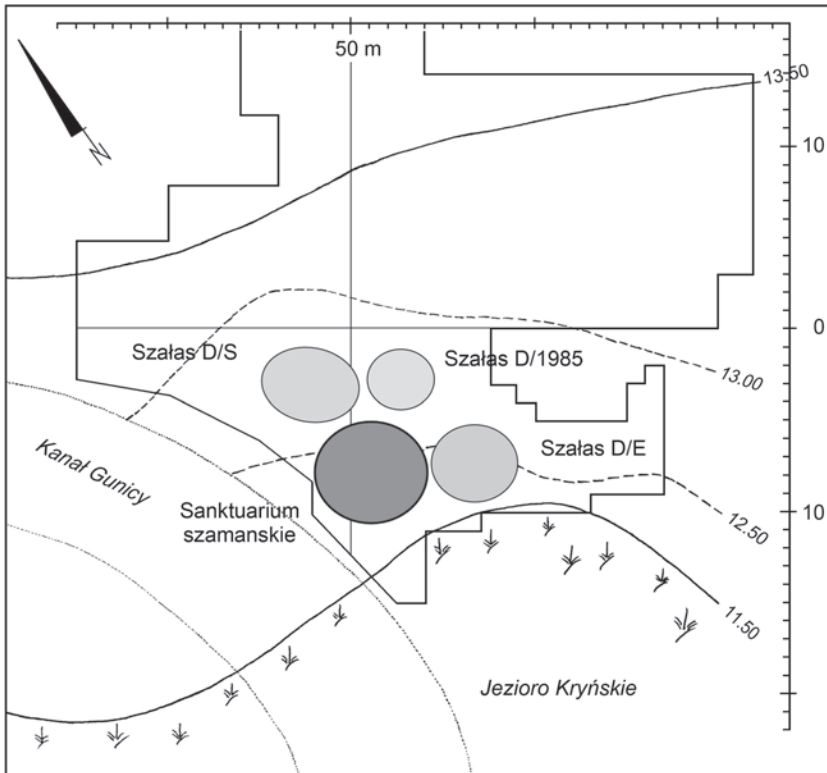 50 m
13.50
N
10
0
Szałas D/S
Szałas D/1985
13.00
Szałas D/E
Kanał Gunicy
Sanktuarium
szamanskie
10
12.50
11.50
Jezioro Kryńskie